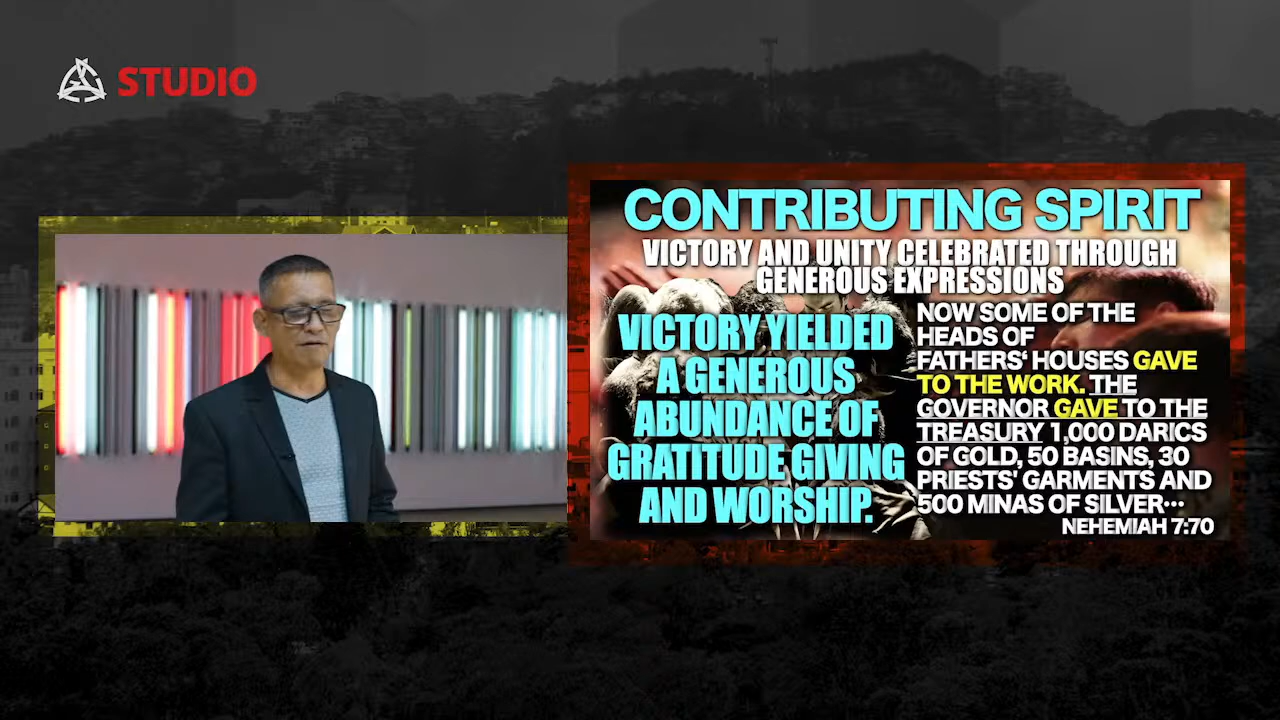 STUDIO
CONTRIBUTING SPIRIT
VICTORY AND UNITY CELEBRATED THROUGH
GENEROUS EXPRESSIONS
VICTORY YIELDED
A GENEROUS
ABUNDANCE OF
GRATITUDE GIVING
AND WORSHIP.
NOW SOME OF THE
HEADS OF
FATHERS‘ HOUSES GAVE
TO THE WORK. THE
GOVERNOR GAVE TO THE
TREASURY 1,000 DARICS
OF GOLD, 50 BASINS, 30
PRIESTS' GARMENTS AND
500 MINAS OF SILVER⋯
NEHEMIAH 7:70